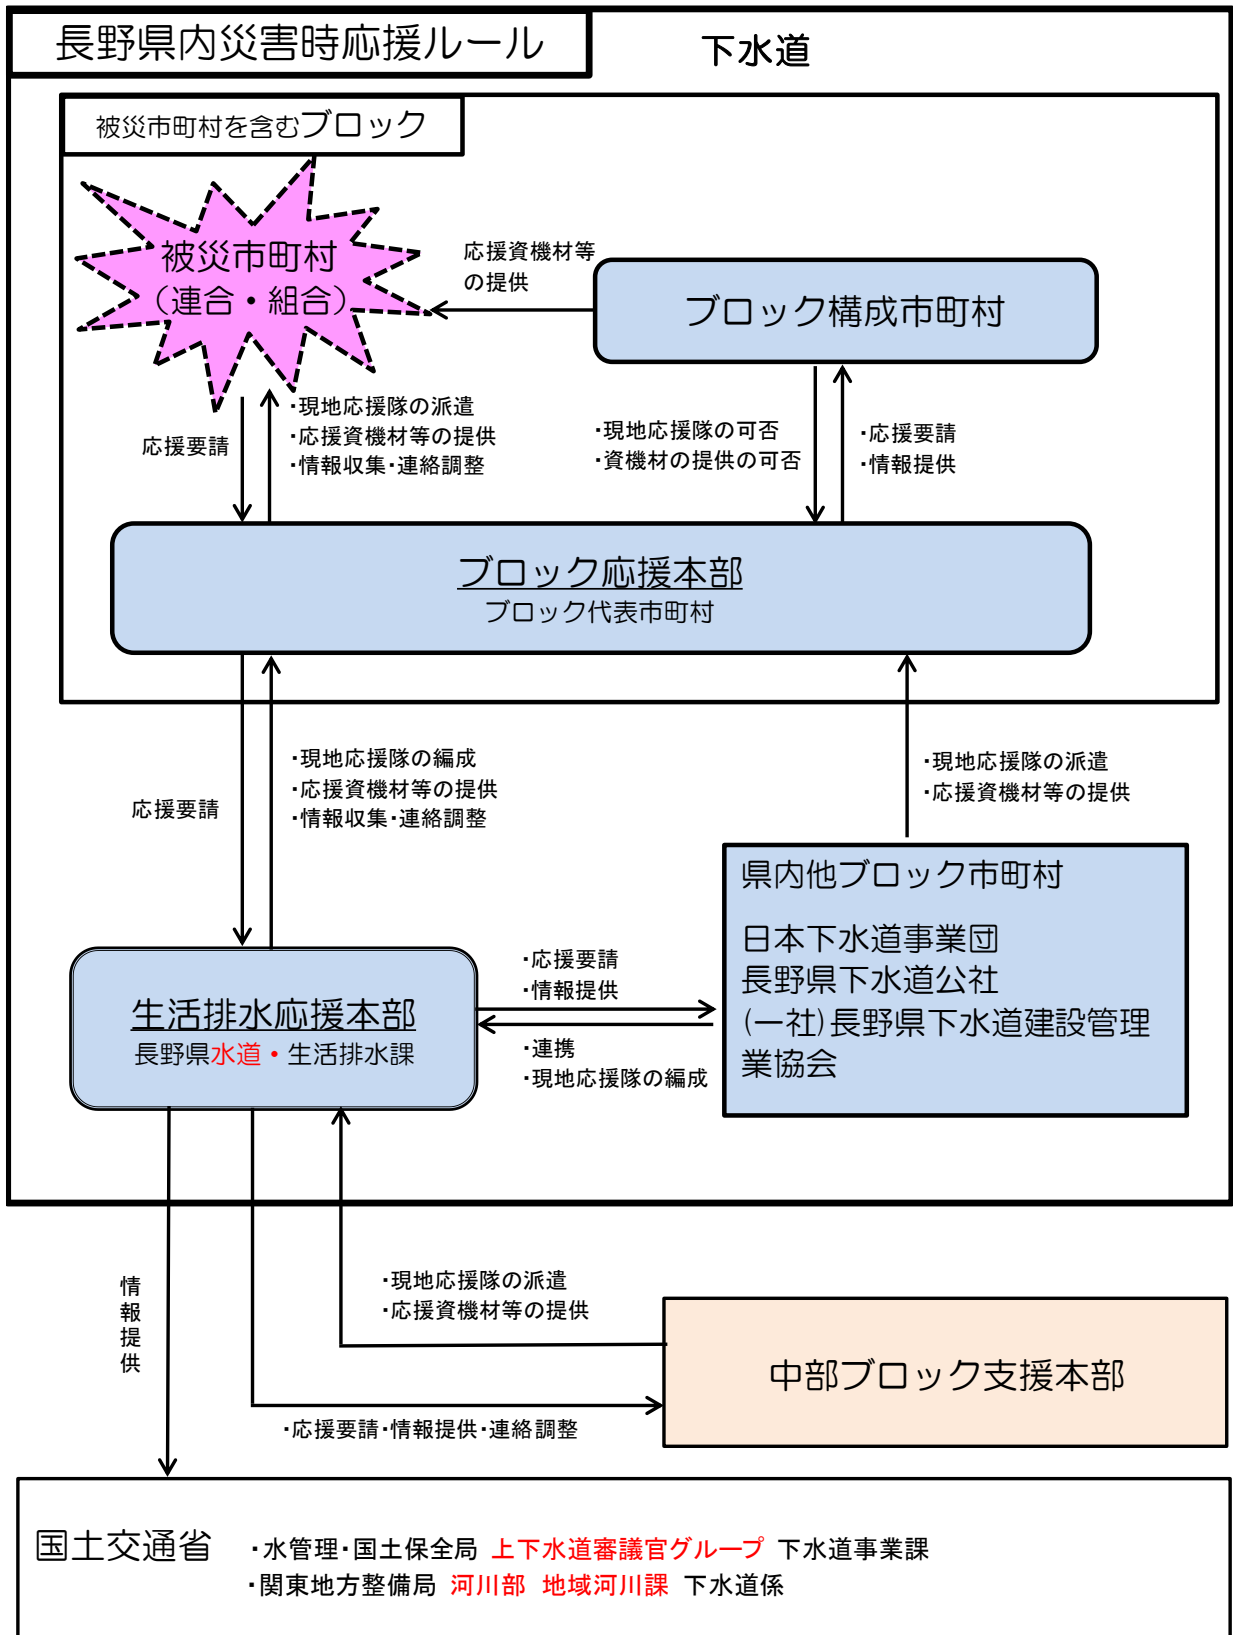 長野県内災害時応援ルール
下水道
被災市町村を含むブロック
被災市町村
（連合・組合）
応援資機材等
の提供
ブロック構成市町村
応援要請
・現地応援隊の派遣
・応援資機材等の提供
・情報収集・連絡調整
・現地応援隊の可否
・資機材の提供の可否
・応援要請
・情報提供
ブロック応援本部
ブロック代表市町村
応援要請
・現地応援隊の編成
・応援資機材等の提供
・情報収集・連絡調整
・現地応援隊の派遣
・応援資機材等の提供
県内他ブロック市町村
日本下水道事業団
長野県下水道公社
(一社)長野県下水道建設管理
業協会
・応援要請
・情報提供
・連携
・現地応援隊の編成
生活排水応援本部
長野県水道・生活排水課
情報提供
・現地応援隊の派遣
・応援資機材等の提供
中部ブロック支援本部
・応援要請・情報提供・連絡調整
国土交通省 ・水管理・国土保全局 上下水道審議官グループ 下水道事業課
・関東地方整備局 河川部 地域河川課 下水道係